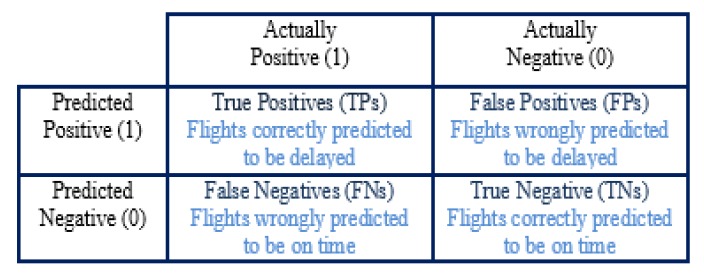 Actually
Positive (1)
Actually
Negative (0)
Predicted
Positive (1)
True Positives (TPs)
Flights correctly predicted
to be delayed
False Positives (FPs)
Flights wrongly predicted
to be delayed
Predicted
Negative (0)
False Negatives (FNs)
Flights wrongly predicted
to be on time
True Negative (TNs)
Flights correctly predicted
to be on time